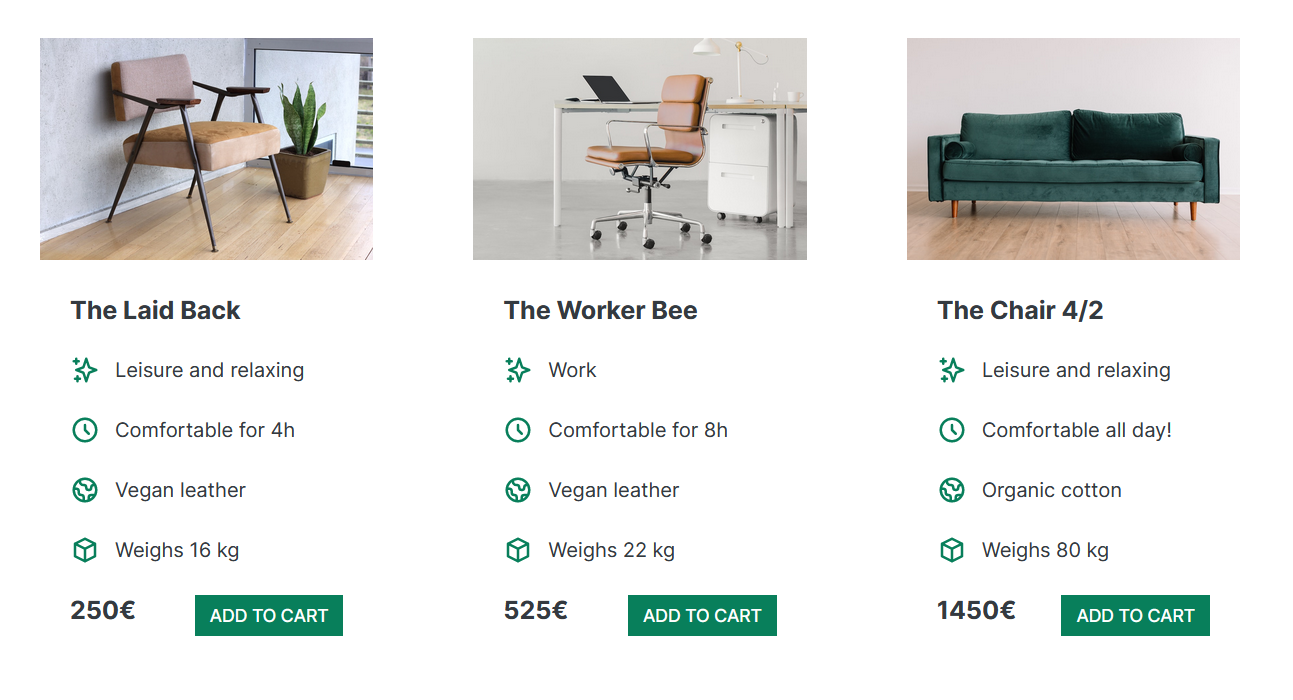 The Laid Back
Leisure and relaxing
Comfortable for 4h
Vegan leather
Weighs 16 kg
250€ ADD TO CART
The Worker Bee
Work
Comfortable for 8h
Vegan leather
Weighs 22 kg
525€ ADD TO CART
The Chair 4/2
Leisure and relaxing
Comfortable all day!
Organic cotton
Weighs 80 kg
1450€ ADD TO CART